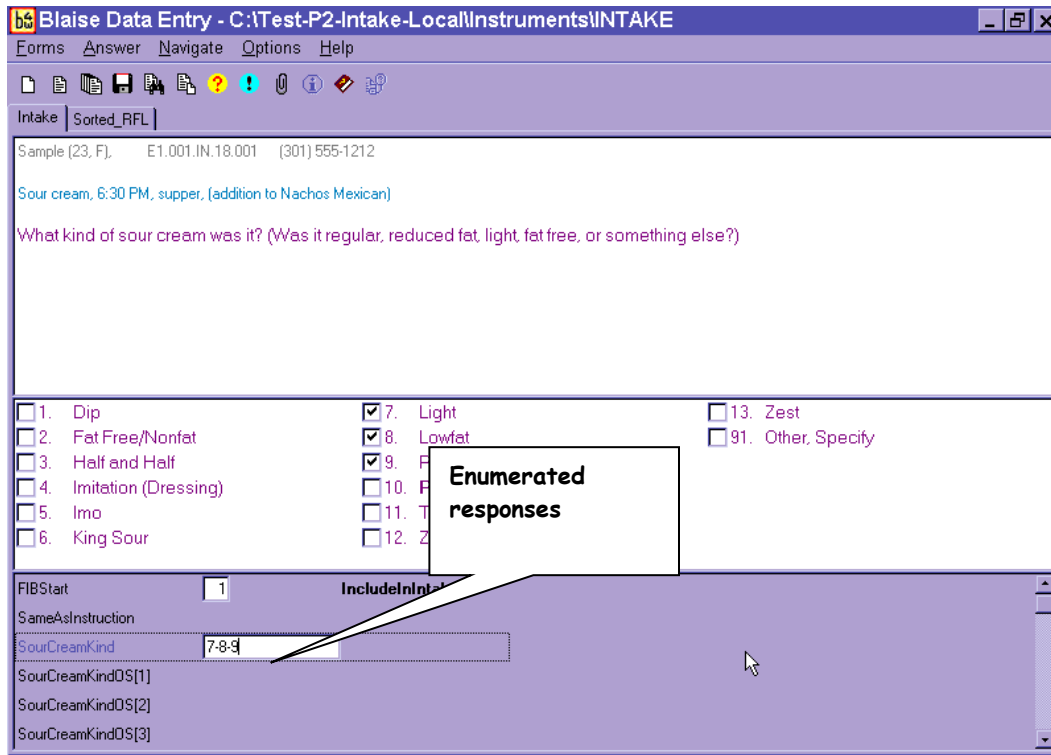 Blaise Data Entry - C:\Test-P2-Intake-Local\Instruments\INTAKE
Forms Answer Navigate Options Help
Intake Sorted_RFL
Sample (23, F), E1.001.IN.18.001 (301) 555-1212
Sour cream, 6:30 PM, supper, (addition to Nachos Mexican)
What kind of sour cream was it? (Was it regular, reduced fat, light, fat free, or something else?)
1. Dip
2. Fat Free/Nonfat
3. Half and Half
4. Imitation (Dressing)
5. Imo
6. King Sour
7. Light
8. Lowfat
9.
10.
11.
12.
13. Zest
91. Other, Specify
Enumerated
responses
FIBStart 1
SameAsInstruction
SourCreamKind 7-8-9
SourCreamKindOS[1]
SourCreamKindOS[2]
SourCreamKindOS[3]